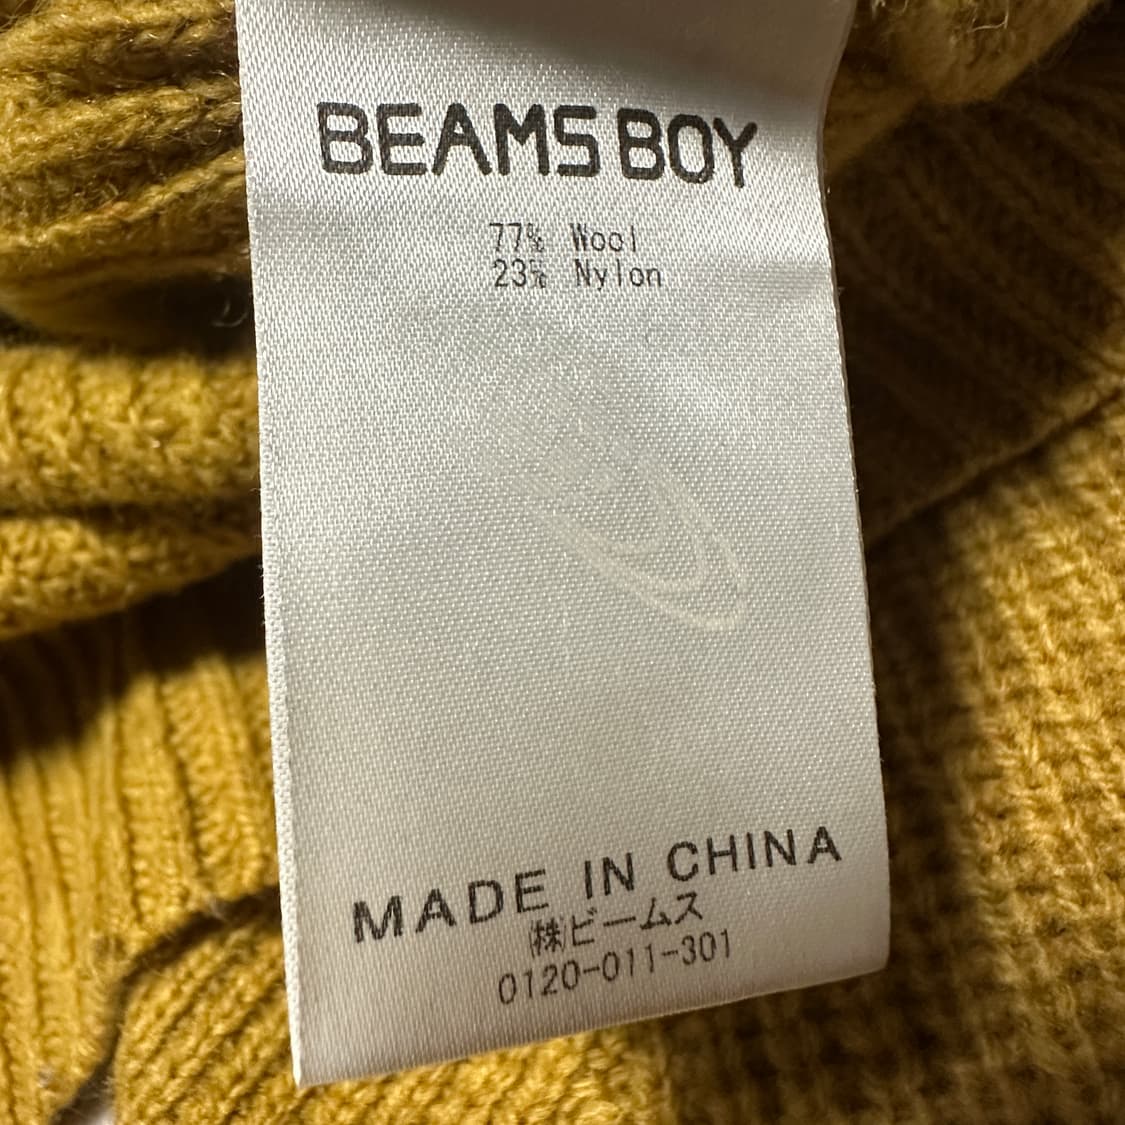 BEAMS BOY
77% Wool
23% Nylon
MADE IN CHINA
㈱ビームス
0120-011-301